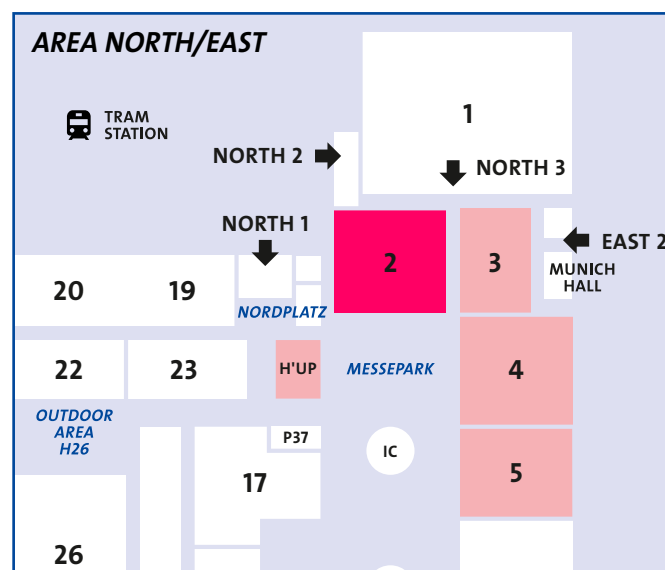 AREA NORTH/EAST
TRAM
STATION
1
NORTH 2
NORTH 3
NORTH 1
2
3
EAST 2
MUNICH
HALL
20
19
NORDPLATZ
22
23
H'UP
MESSEPARK
4
OUTDOOR
AREA
H26
P37
IC
17
5
26